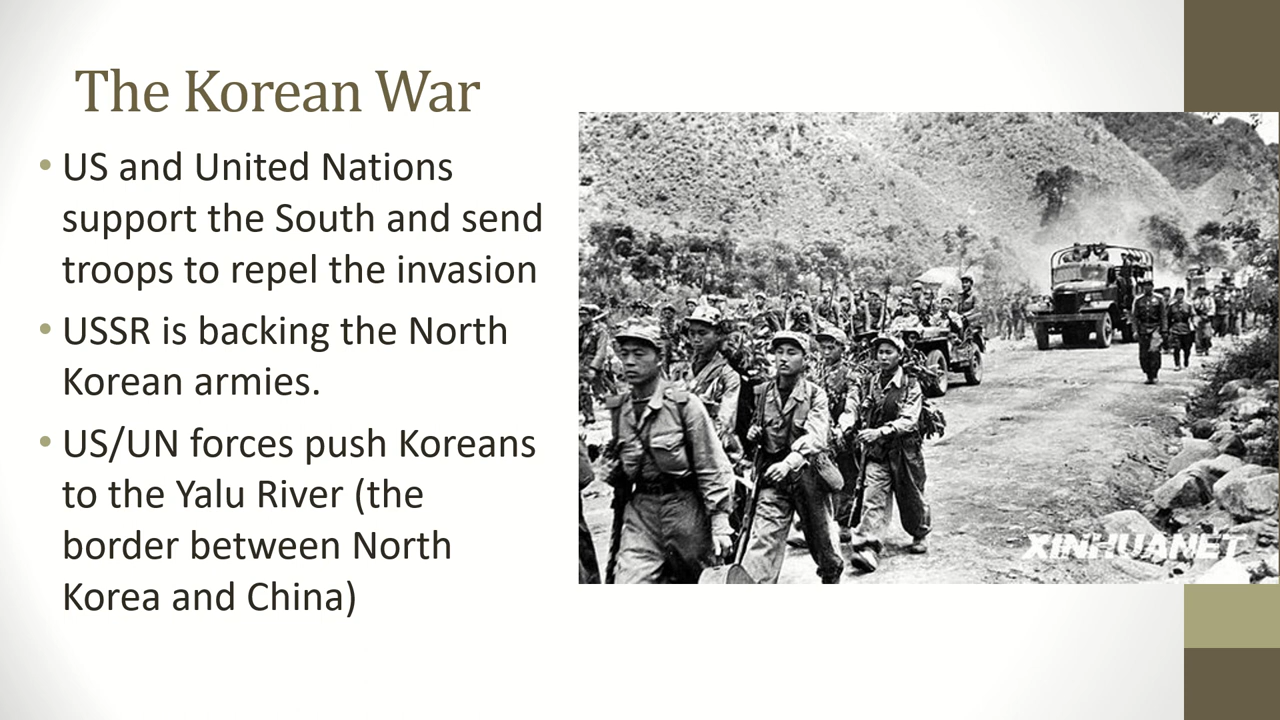 The Korean War
• US and United Nations
support the South and send
troops to repel the invasion
• USSR is backing the North
Korean armies.
• US/UN forces push Koreans
to the Yalu River (the
border between North
Korea and China)
XINHUANET